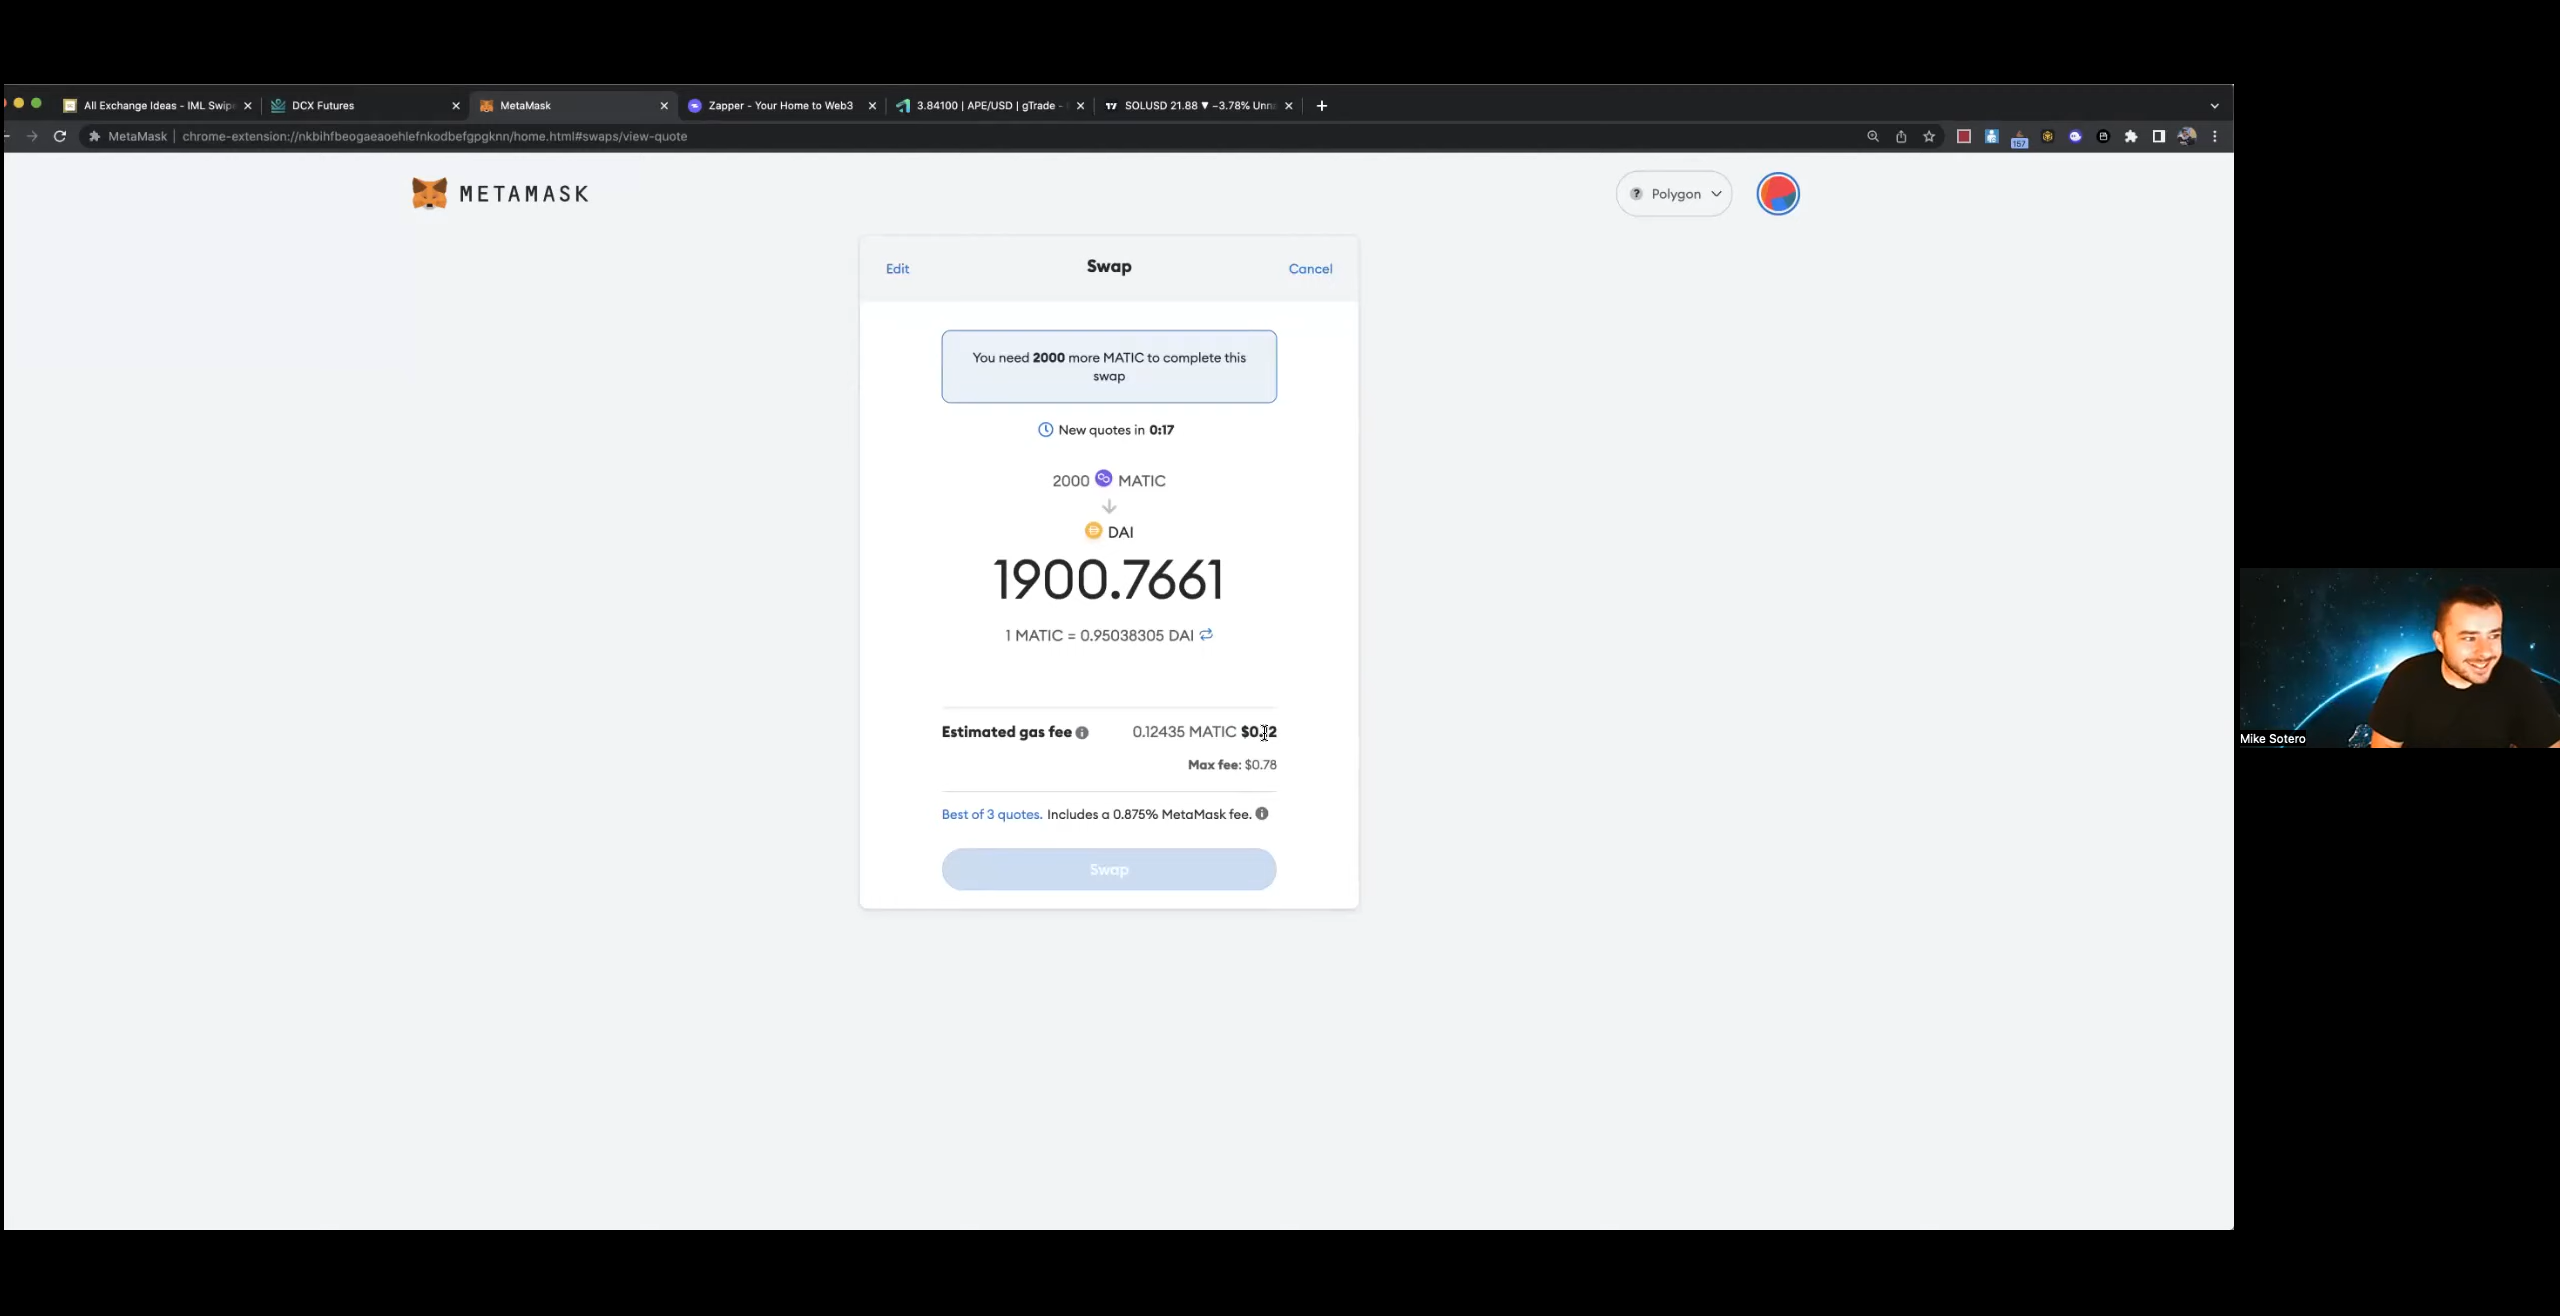 All Exchange Ideas - IML Swipe
DCX Futures
MetaMask
Zapper - Your Home to Web3
3.84100 | APE/USD | gTrade -
SOLUSD 21.88 ▼ −3.78% Unna
MetaMask
chrome-extension://nkbihfbeogaeaoehlefnkodbefgpgknn/home.html#swaps/view-quote
157
METAMASK
Polygon
Edit
Swap
Cancel
You need 2000 more MATIC to complete this
swap
New quotes in 0:17
2000 MATIC
DAI
1900.7661
1 MATIC = 0.95038305 DAI
Estimated gas fee 0.12435 MATIC
Max fee: $0.78
Best of 3 quotes. Includes a 0.875% MetaMask fee.
Swap
Mike Sotero